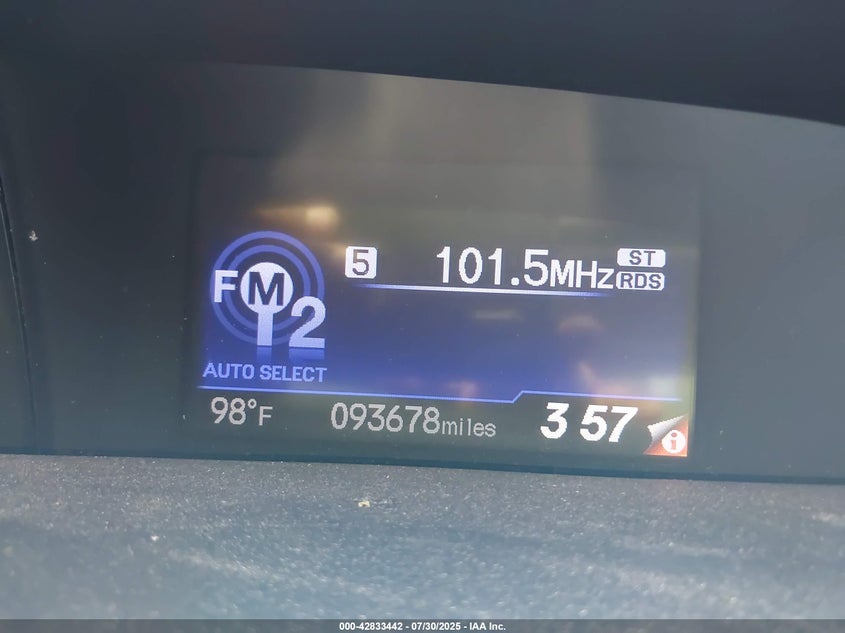 FM 2
5 101.5MHz ST
RDS
AUTO SELECT
98°F 093678miles 3 57 i
000-42833442 - 07/30/2025 - IAA Inc.